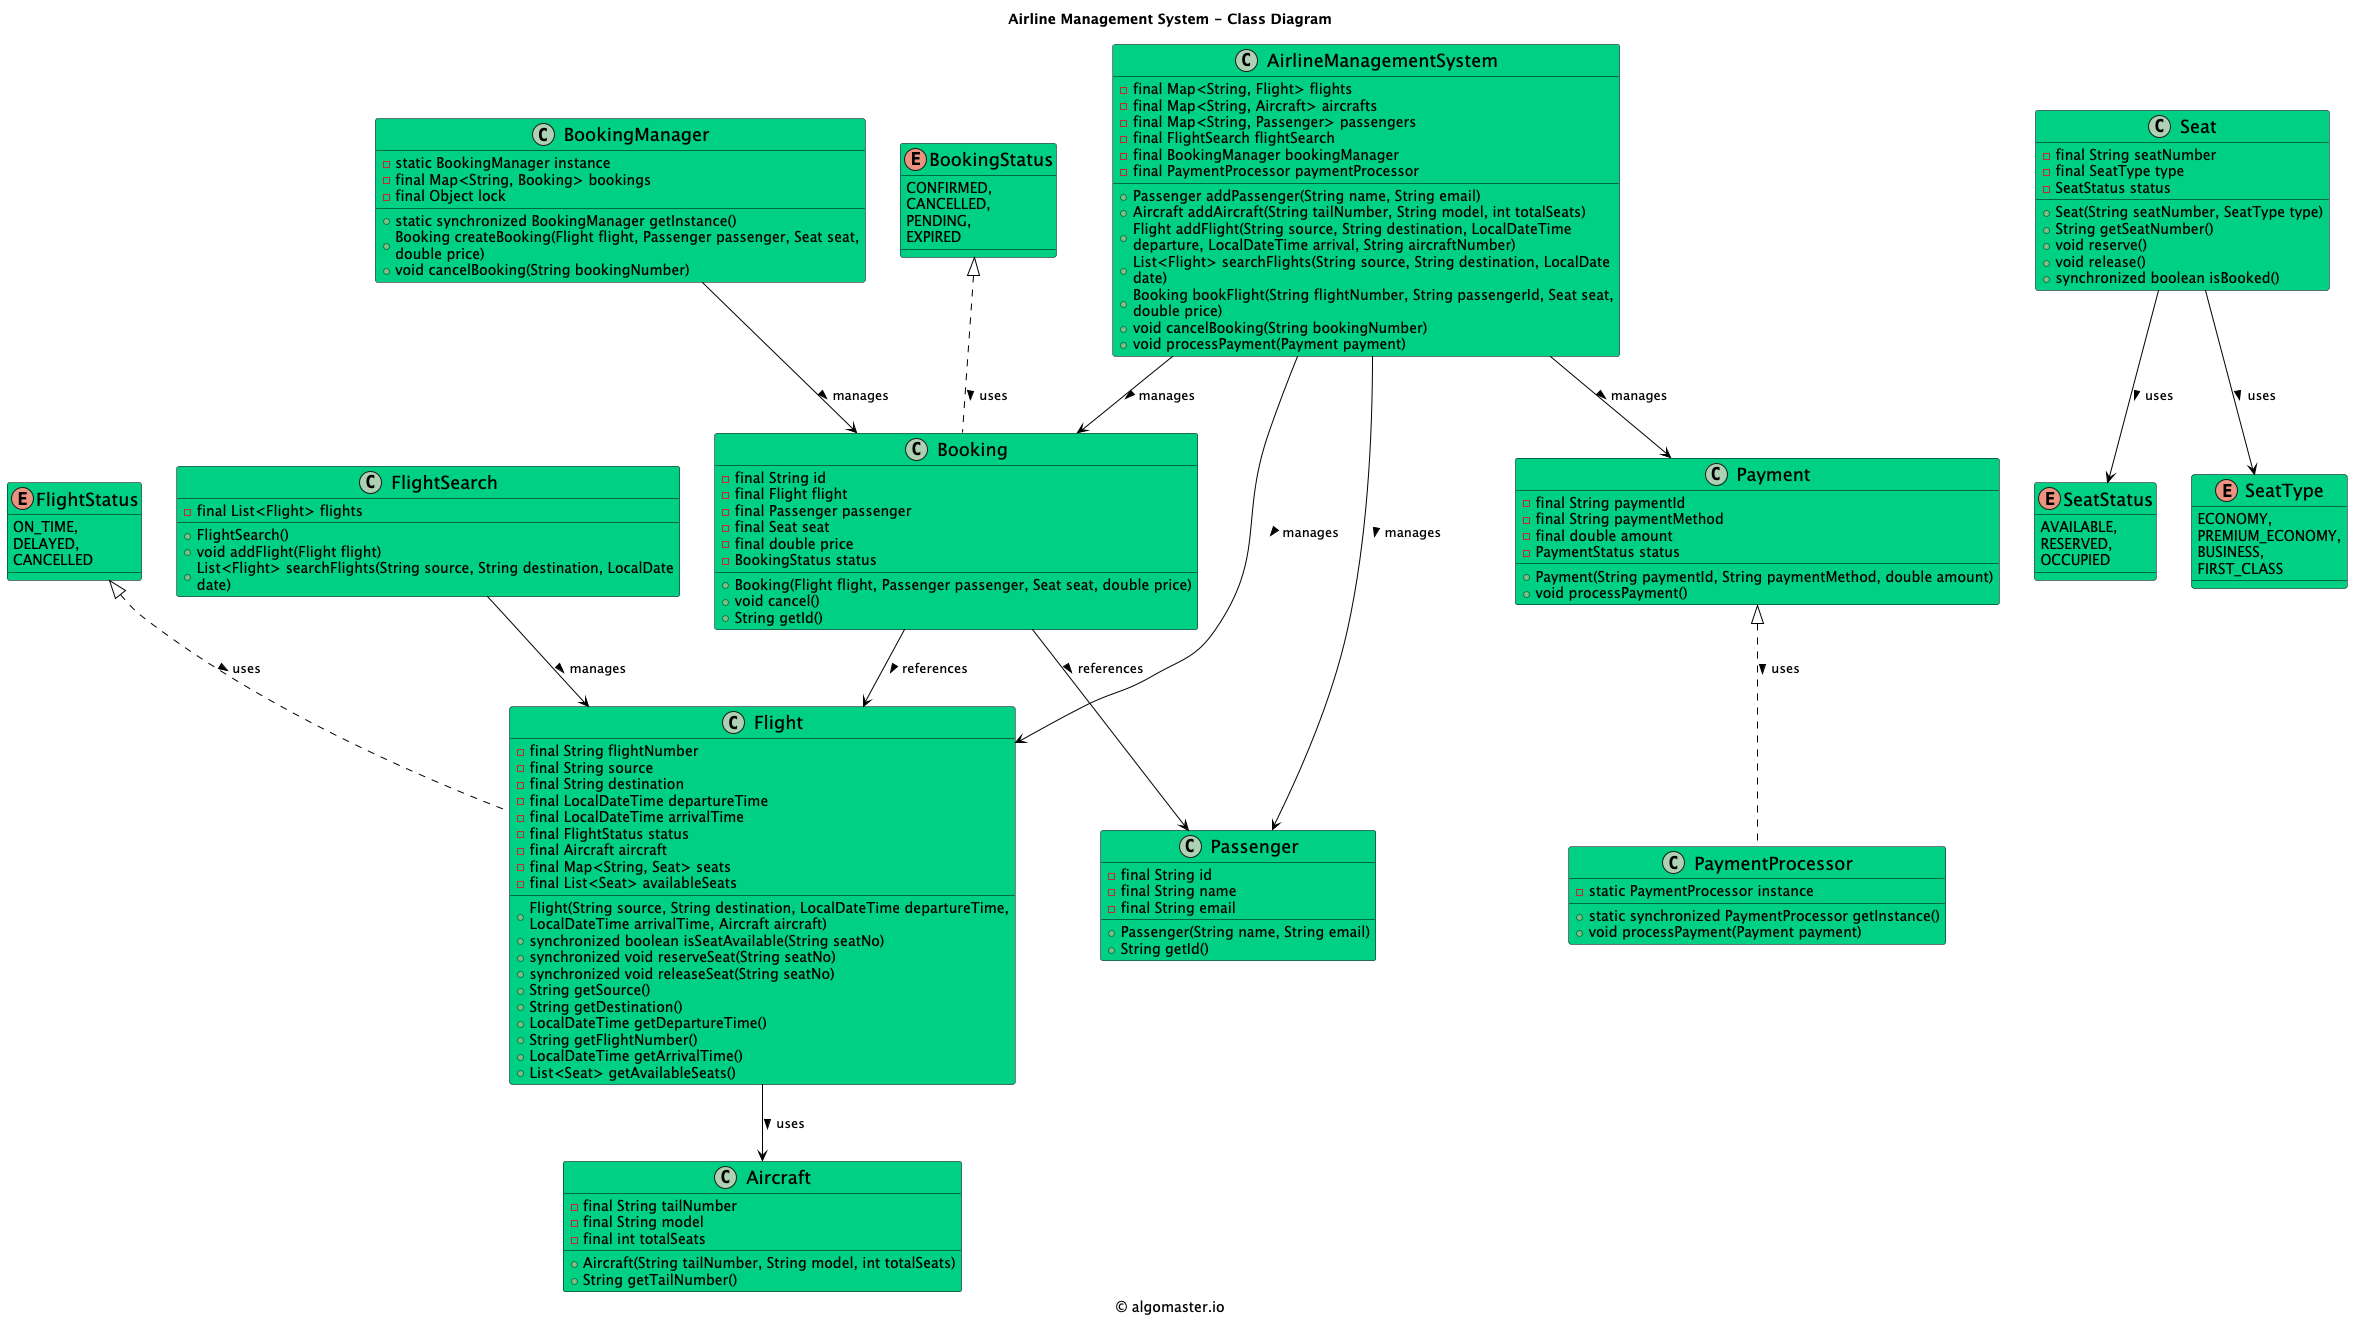 Airline Management System - Class Diagram
C AirlineManagementSystem
final Map<String, Flight> flights
final Map<String, Aircraft> aircrafts
final Map<String, Passenger> passengers
final FlightSearch flightSearch
final BookingManager bookingManager
final PaymentProcessor paymentProcessor
Passenger addPassenger(String name, String email)
Aircraft addAircraft(String tailNumber, String model, int totalSeats)
Flight addFlight(String source, String destination, LocalDateTime
departure, LocalDateTime arrival, String aircraftNumber)
List<Flight> searchFlights(String source, String destination, LocalDate
date)
Booking bookFlight(String flightNumber, String passengerId, Seat seat,
double price)
void cancelBooking(String bookingNumber)
void processPayment(Payment payment)
C BookingManager
static BookingManager instance
final Map<String, Booking> bookings
final Object lock
static synchronized BookingManager getInstance()
Booking createBooking(Flight flight, Passenger passenger, Seat seat,
double price)
void cancelBooking(String bookingNumber)
E BookingStatus
CONFIRMED,
CANCELLED,
PENDING,
EXPIRED
C Seat
final String seatNumber
final SeatType type
SeatStatus status
Seat(String seatNumber, SeatType type)
String getSeatNumber()
void reserve()
void release()
synchronized boolean isBooked()
manages
uses
manages
manages
uses
uses
E FlightStatus
ON_TIME,
DELAYED,
CANCELLED
C FlightSearch
final List<Flight> flights
FlightSearch()
void addFlight(Flight flight)
List<Flight> searchFlights(String source, String destination, LocalDate
date)
C Booking
final String id
final Flight flight
final Passenger passenger
final Seat seat
final double price
BookingStatus status
Booking(Flight flight, Passenger passenger, Seat seat, double price)
void cancel()
String getId()
manages
manages
C Payment
final String paymentId
final String paymentMethod
final double amount
PaymentStatus status
Payment(String paymentId, String paymentMethod, double amount)
void processPayment()
E SeatStatus
AVAILABLE,
RESERVED,
OCCUPIED
E SeatType
ECONOMY,
PREMIUM_ECONOMY,
BUSINESS,
FIRST_CLASS
uses
manages
references
references
uses
C Flight
final String flightNumber
final String source
final String destination
final LocalDateTime departureTime
final LocalDateTime arrivalTime
final FlightStatus status
final Aircraft aircraft
final Map<String, Seat> seats
final List<Seat> availableSeats
Flight(String source, String destination, LocalDateTime departureTime,
LocalDateTime arrivalTime, Aircraft aircraft)
synchronized boolean isSeatAvailable(String seatNo)
synchronized void reserveSeat(String seatNo)
synchronized void releaseSeat(String seatNo)
String getSource()
String getDestination()
LocalDateTime getDepartureTime()
String getFlightNumber()
LocalDateTime getArrivalTime()
List<Seat> getAvailableSeats()
C Passenger
final String id
final String name
final String email
Passenger(String name, String email)
String getId()
C PaymentProcessor
static PaymentProcessor instance
static synchronized PaymentProcessor getInstance()
void processPayment(Payment payment)
uses
C Aircraft
final String tailNumber
final String model
final int totalSeats
Aircraft(String tailNumber, String model, int totalSeats)
String getTailNumber()
© algomaster.io